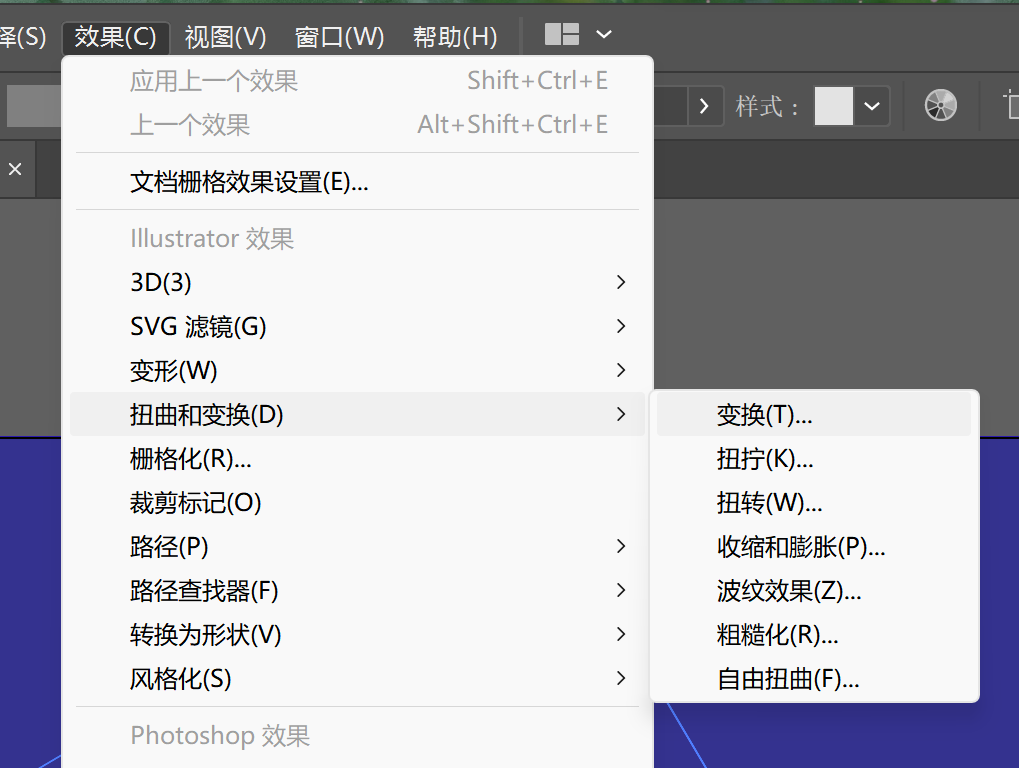 择(S) 效果(C) 视图(V) 窗口(W) 帮助(H)
应用上一个效果 Shift+Ctrl+E
上一个效果 Alt+Shift+Ctrl+E
样式：
文档栅格效果设置(E)...
Illustrator 效果
3D(3)
SVG 滤镜(G)
变形(W)
扭曲和变换(D)
栅格化(R)...
裁剪标记(O)
路径(P)
路径查找器(F)
转换为形状(V)
风格化(S)
Photoshop 效果
变换(T)...
扭拧(K)...
扭转(W)...
收缩和膨胀(P)...
波纹效果(Z)...
粗糙化(R)...
自由扭曲(F)...